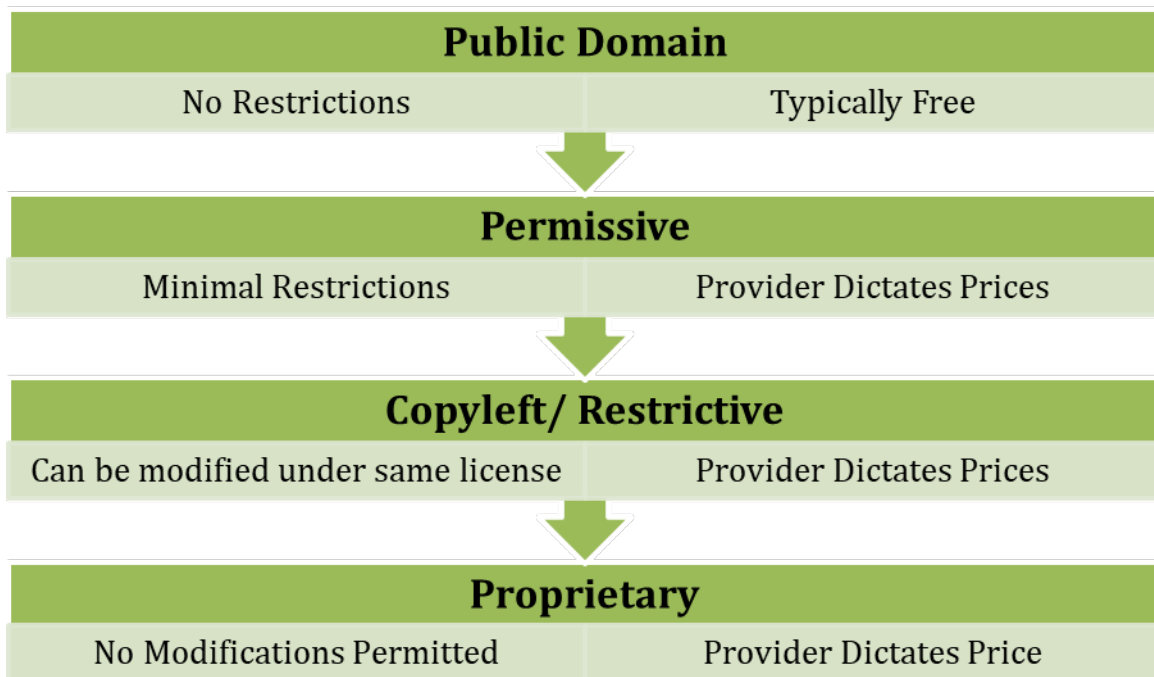 Public Domain
No Restrictions
Typically Free
Permissive
Minimal Restrictions
Provider Dictates Prices
Copyleft/ Restrictive
Can be modified under same license
Provider Dictates Prices
Proprietary
No Modifications Permitted
Provider Dictates Price